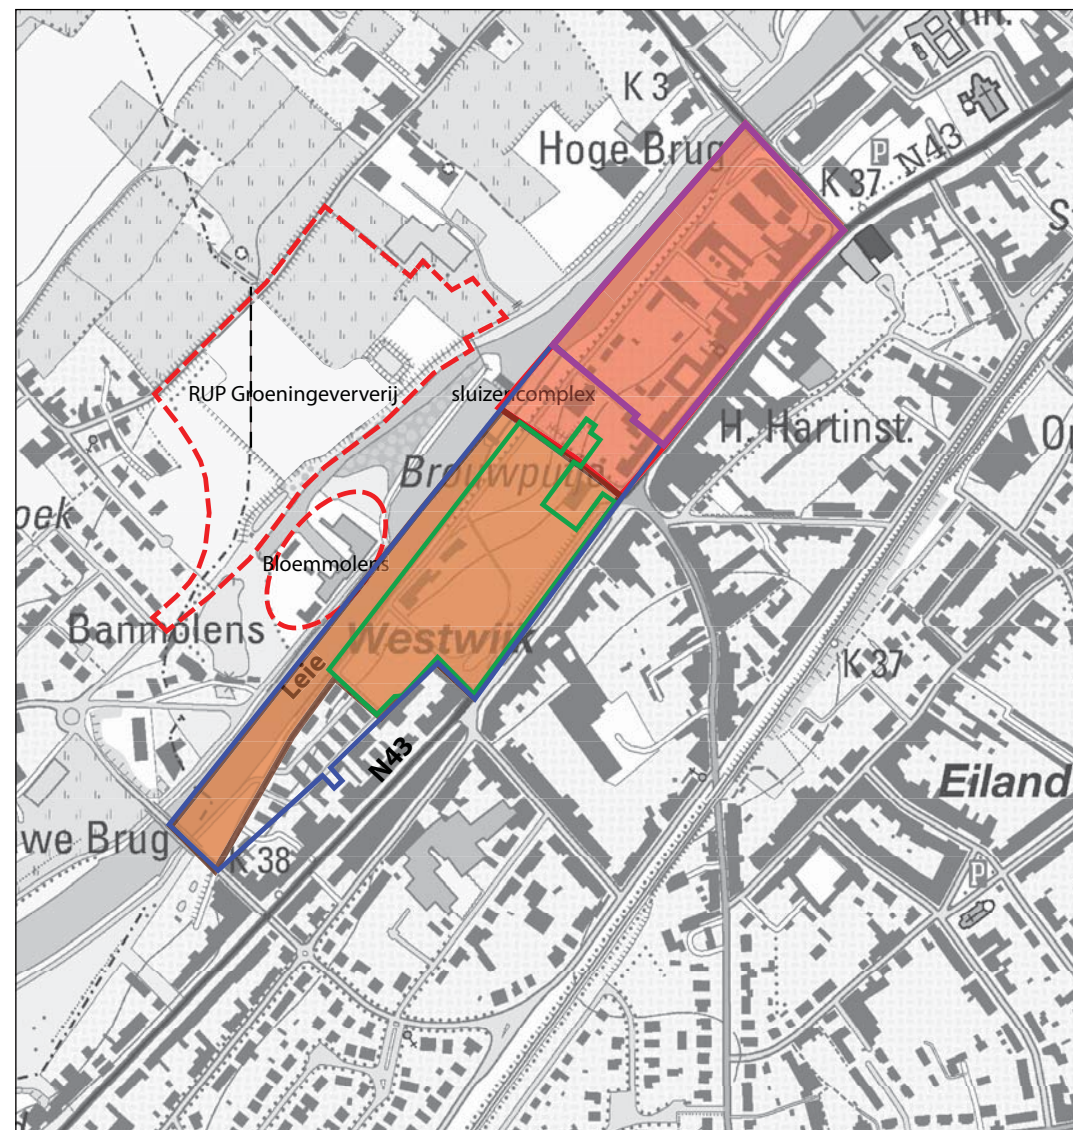 K 3
Hoge Brug
P
N43
K 37
RUP Groeningeververij
sluizencomplex
H. Hartinst.
Brouwputje
oek
Bloemmolens
Banmolens
Westwijk
Leie
K 37
N43
Eiland
we Brug
K 38
P